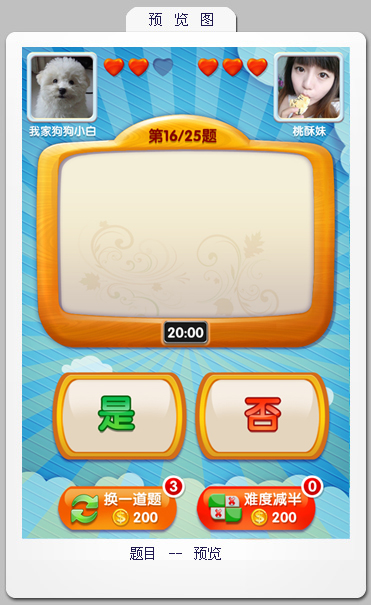 预 览 图
我家狗狗小白
桃酥妹
第16/25题
20:00
是
否
换一道题
3
200
难度减半
0
200
题目 -- 预览